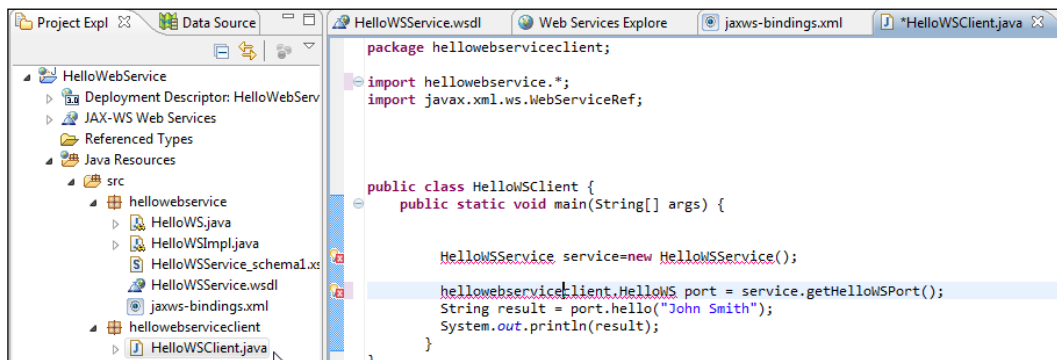 Project Expl
Data Source
HelloWSService.wsdl
Web Services Explore
jaxws-bindings.xml
*HelloWSClient.java
HelloWebService
3.0 Deployment Descriptor: HelloWebServ
JAX-WS Web Services
Referenced Types
Java Resources
src
hellowebservice
HelloWS.java
HelloWSImpl.java
HelloWSService_schema1.xs
HelloWSService.wsdl
jaxws-bindings.xml
hellowebserviceclient
HelloWSClient.java
package hellowebserviceclient;
import hellowebservice.*;
import javax.xml.ws.WebServiceRef;
public class HelloWSClient {
public static void main(String[] args) {
HelloWSService service=new HelloWSService();
hellowebserviceclient.HelloWS port = service.getHelloWSPort();
String result = port.hello("John Smith");
System.out.println(result);
}
}